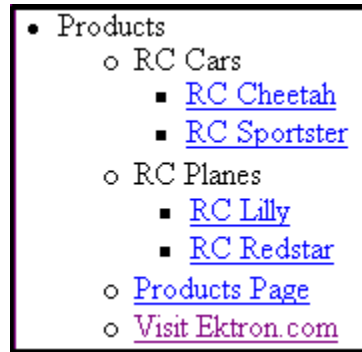 Products
RC Cars
RC Cheetah
RC Sportster
RC Planes
RC Lilly
RC Redstar
Products Page
Visit Ektron.com